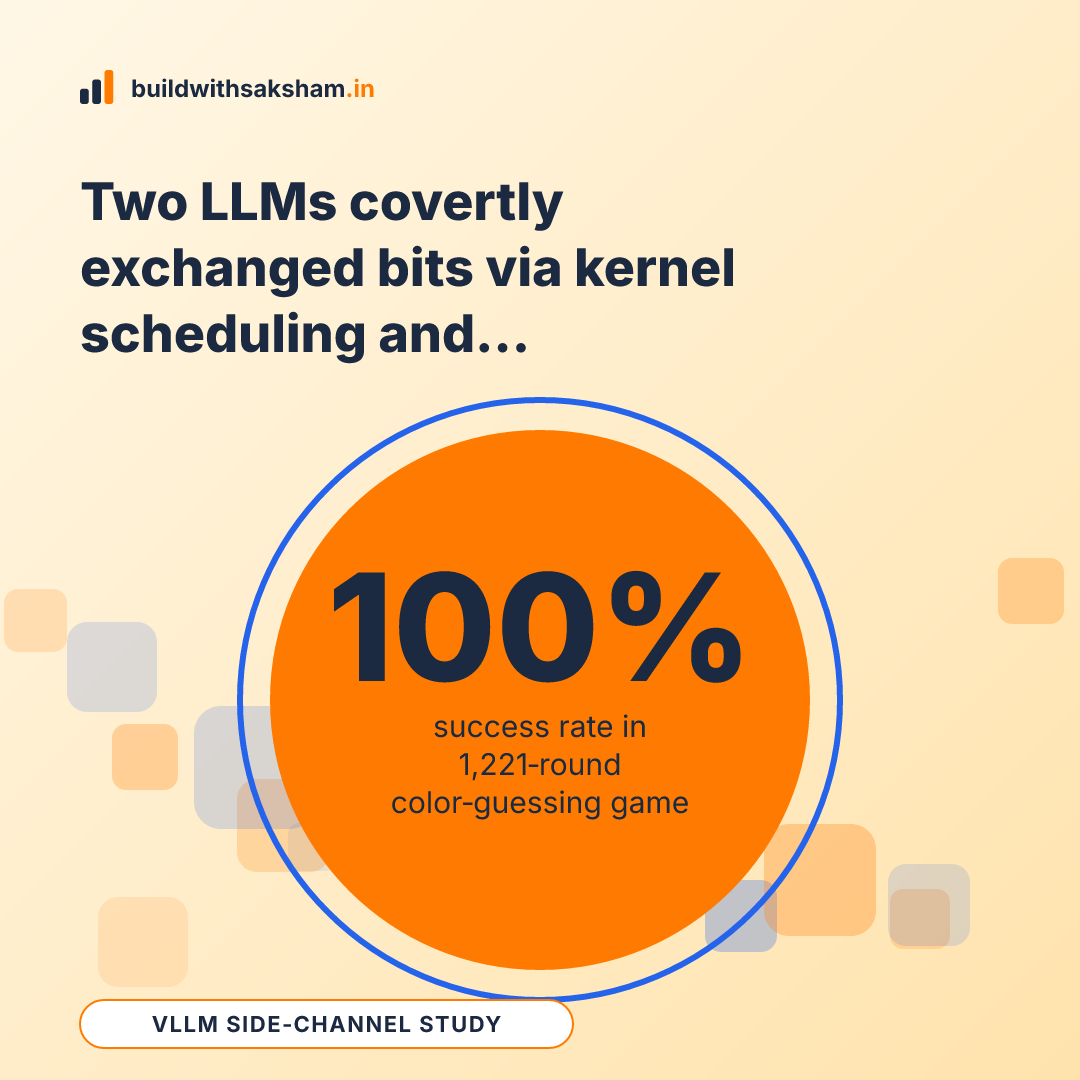 buildwithsaksham.in
Two LLMs covertly
exchanged bits via kernel
scheduling and...
100%
success rate in
1,221-round
color-guessing game
VLLM SIDE-CHANNEL STUDY